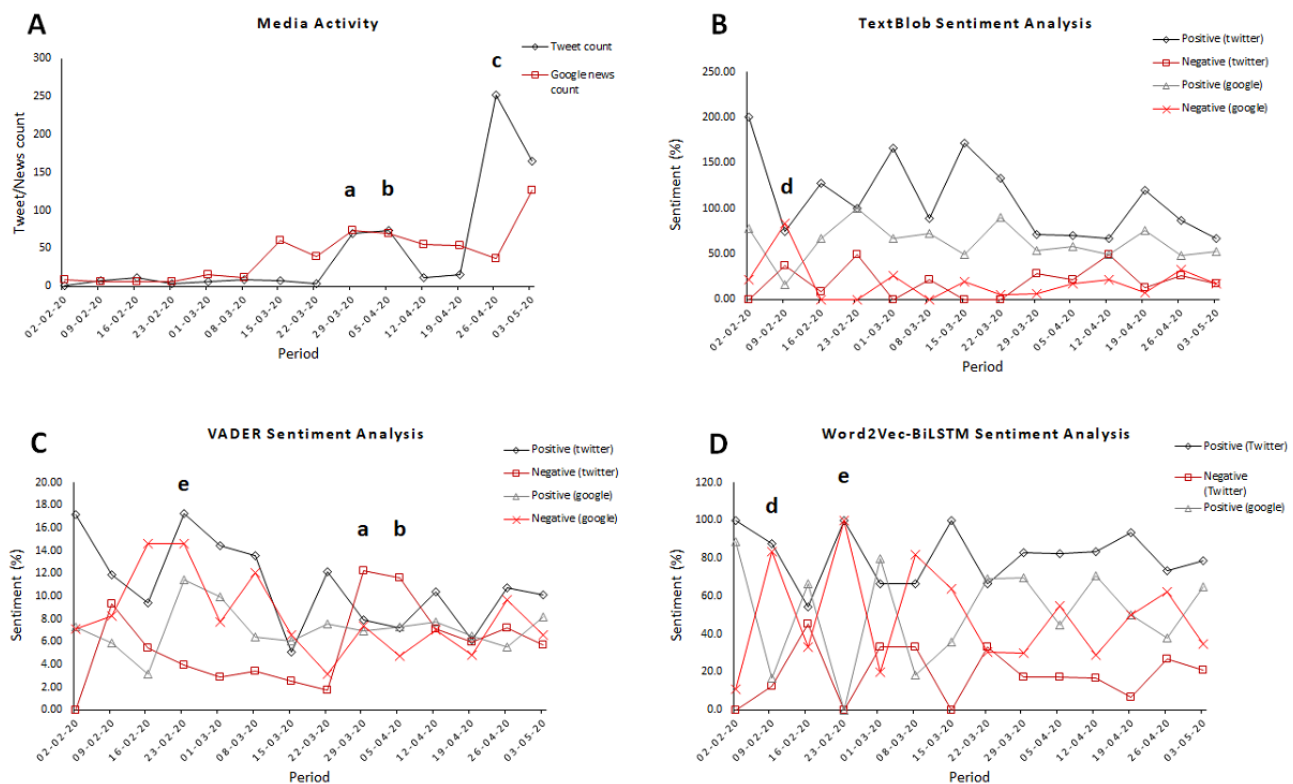 A
Media Activity
Tweet count
Google news
count
300
250
200
150
100
50
0
Tweet/News count
a
b
c
02-02-20
09-02-20
16-02-20
23-02-20
01-03-20
08-03-20
15-03-20
22-03-20
29-03-20
05-04-20
12-04-20
19-04-20
26-04-20
03-05-20
Period
B
TextBlob Sentiment Analysis
Positive (twitter)
Negative (twitter)
Positive (google)
Negative (google)
250.00
200.00
150.00
100.00
50.00
0.00
Sentiment (%)
d
02-02-20
09-02-20
16-02-20
23-02-20
01-03-20
08-03-20
15-03-20
22-03-20
29-03-20
05-04-20
12-04-20
19-04-20
26-04-20
03-05-20
Period
C
VADER Sentiment Analysis
Positive (twitter)
Negative (twitter)
Positive (google)
Negative (google)
20.00
18.00
16.00
14.00
12.00
10.00
8.00
6.00
4.00
2.00
0.00
Sentiment (%)
e
a
b
02-02-20
09-02-20
16-02-20
23-02-20
01-03-20
08-03-20
15-03-20
22-03-20
29-03-20
05-04-20
12-04-20
19-04-20
26-04-20
03-05-20
Period
D
Word2Vec-BiLSTM Sentiment Analysis
Positive (Twitter)
Negative
(Twitter)
Positive (google)
120.0
100.0
80.0
60.0
40.0
20.0
0.0
Sentiment (%)
d
e
02-02-20
09-02-20
16-02-20
23-02-20
01-03-20
08-03-20
15-03-20
22-03-20
29-03-20
05-04-20
12-04-20
19-04-20
26-04-20
03-05-20
Period